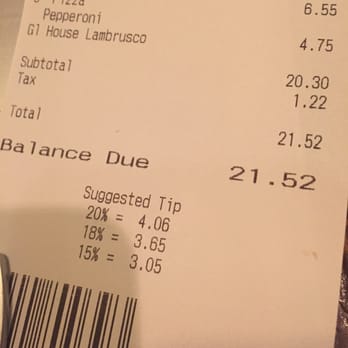 Pizza 6.55
Pepperoni
Gl House Lambrusco 4.75
Subtotal 20.30
Tax 1.22
Total 21.52
Balance Due 21.52
Suggested Tip
20% = 4.06
18% = 3.65
15% = 3.05